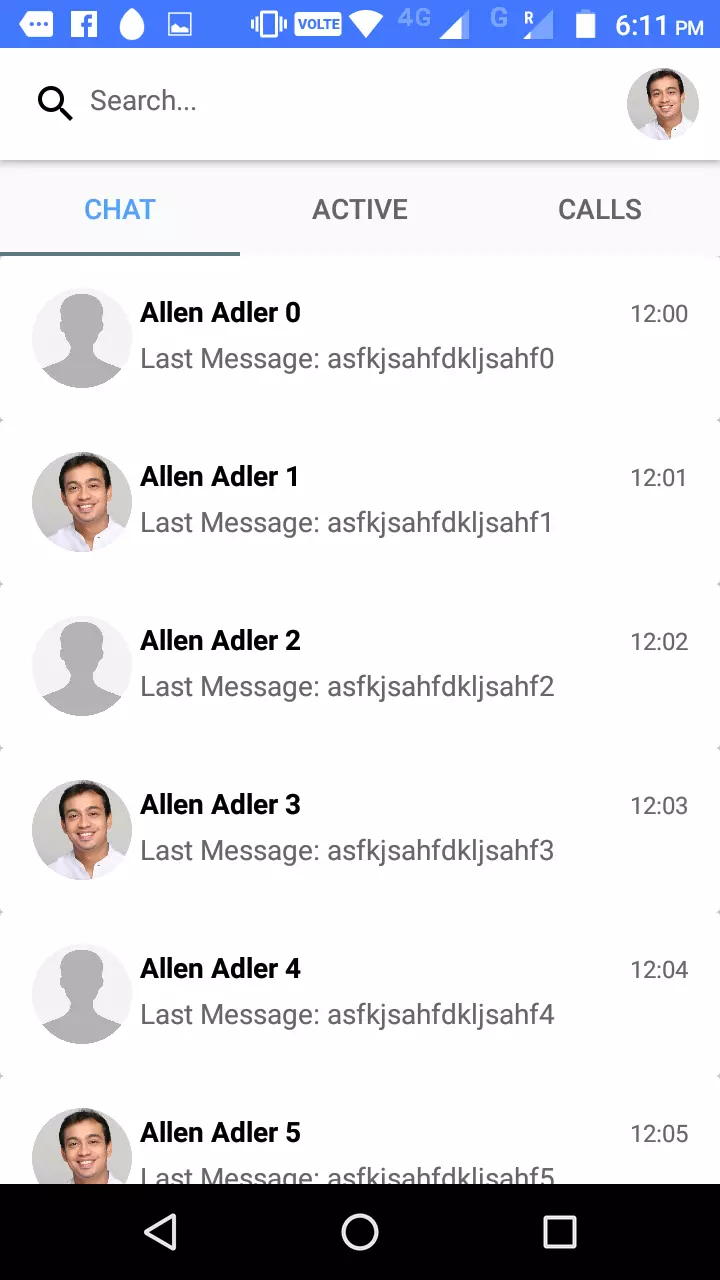 VOLTE 4G G R 6:11 PM
Search...
CHAT ACTIVE CALLS
Allen Adler 0 12:00
Last Message: asfkjsahfdkljsahf0
Allen Adler 1 12:01
Last Message: asfkjsahfdkljsahf1
Allen Adler 2 12:02
Last Message: asfkjsahfdkljsahf2
Allen Adler 3 12:03
Last Message: asfkjsahfdkljsahf3
Allen Adler 4 12:04
Last Message: asfkjsahfdkljsahf4
Allen Adler 5 12:05
Last Message: asfkjsahfdkljsahf5